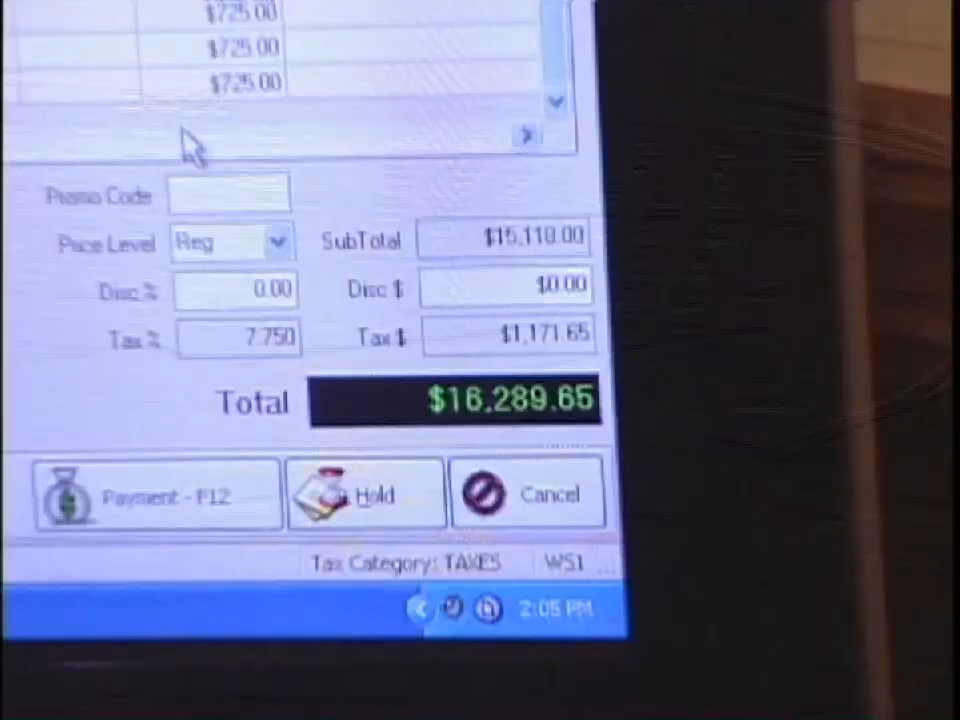 $725.00
$725.00
$725.00
Promo Code
Price Level Reg SubTotal $15,118.00
Disc % 0.00 Disc $ $0.00
Tax % 7.750 Tax $ $1,171.65
Total $16,289.65
Payment - F12 Hold Cancel
Tax Category: TAXES WS1
2:05 PM